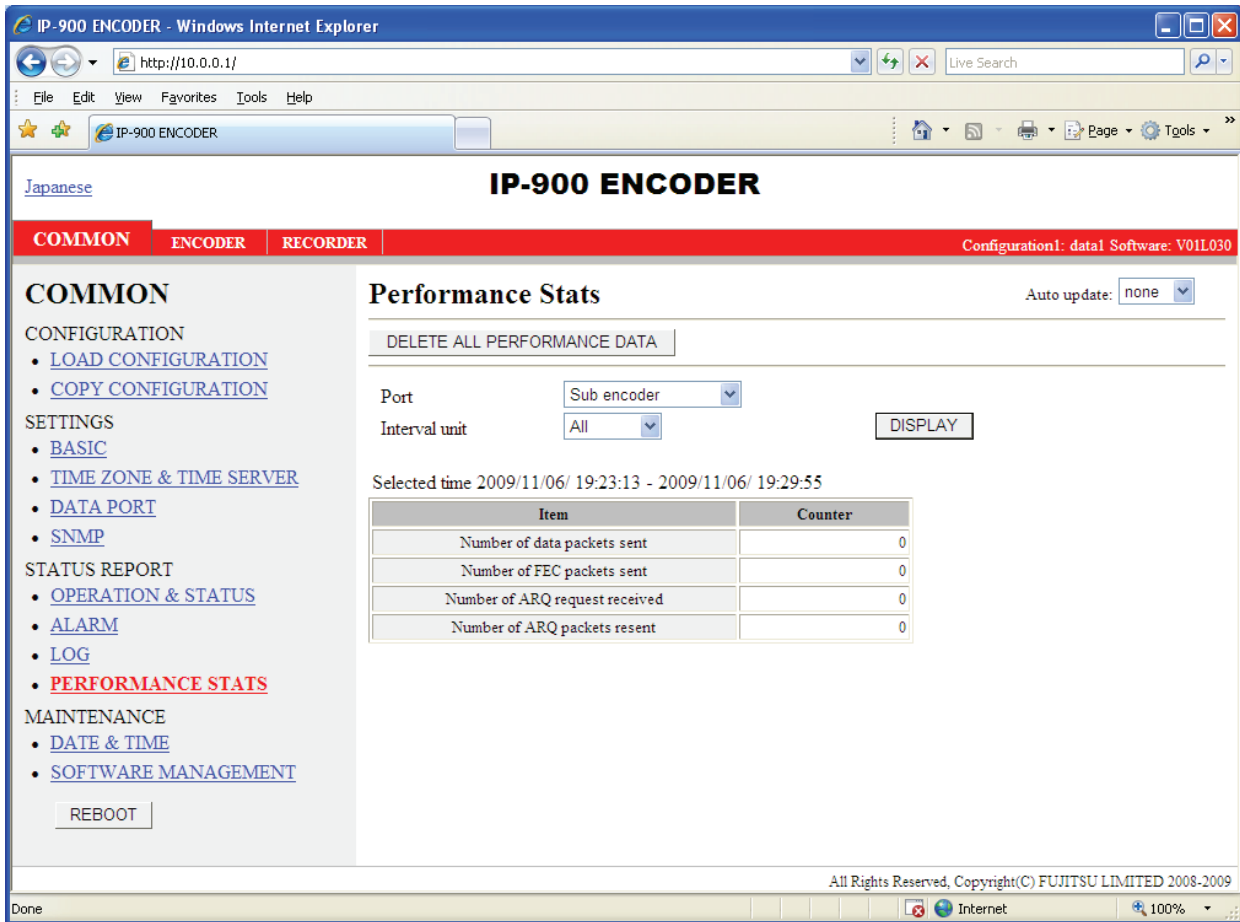 IP-900 ENCODER - Windows Internet Explorer
http://10.0.0.1/
Live Search
File Edit View Favorites Tools Help
IP-900 ENCODER
Page Tools »
Japanese
IP-900 ENCODER
COMMON ENCODER RECORDER
Configuration1: data1 Software: V01L030
COMMON
CONFIGURATION
• LOAD CONFIGURATION
• COPY CONFIGURATION
SETTINGS
• BASIC
• TIME ZONE & TIME SERVER
• DATA PORT
• SNMP
STATUS REPORT
• OPERATION & STATUS
• ALARM
• LOG
• PERFORMANCE STATS
MAINTENANCE
• DATE & TIME
• SOFTWARE MANAGEMENT
REBOOT
Performance Stats
Auto update: none
DELETE ALL PERFORMANCE DATA
Port Sub encoder
Interval unit All
DISPLAY
Selected time 2009/11/06/ 19:23:13 - 2009/11/06/ 19:29:55
Item Counter
Number of data packets sent 0
Number of FEC packets sent 0
Number of ARQ request received 0
Number of ARQ packets resent 0
All Rights Reserved, Copyright(C) FUJITSU LIMITED 2008-2009
Done
Internet
100%